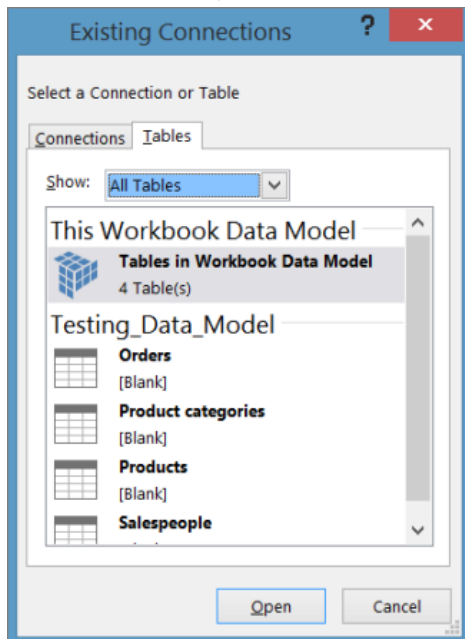 Existing Connections ? ×
Select a Connection or Table
Connections Tables
Show: All Tables
This Workbook Data Model
Tables in Workbook Data Model
4 Table(s)
Testing_Data_Model
Orders
[Blank]
Product categories
[Blank]
Products
[Blank]
Salespeople
Open Cancel